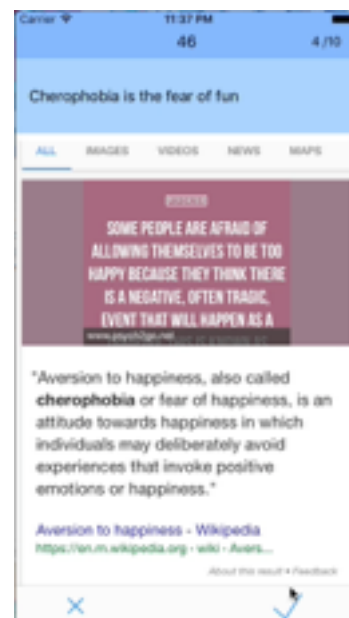 Carrier 11:37 PM
46 4/10
Cherophobia is the fear of fun
ALL IMAGES VIDEOS NEWS MAPS
SOME PEOPLE ARE AFRAID OF
ALLOWING THEMSELVES TO BE TOO
HAPPY BECAUSE THEY THINK THERE
IS A NEGATIVE, OFTEN TRAGIC,
EVENT THAT WILL HAPPEN AS A
www.psych2go.net
"Aversion to happiness, also called
cherophobia or fear of happiness, is an
attitude towards happiness in which
individuals may deliberately avoid
experiences that invoke positive
emotions or happiness."
Aversion to happiness - Wikipedia
https://en.m.wikipedia.org › wiki › Avers...
About this result • Feedback